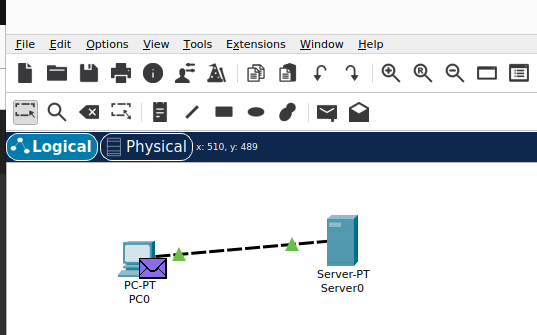 File Edit Options View Tools Extensions Window Help
Logical Physical x: 510, y: 489
PC-PT
PC0
Server-PT
Server0